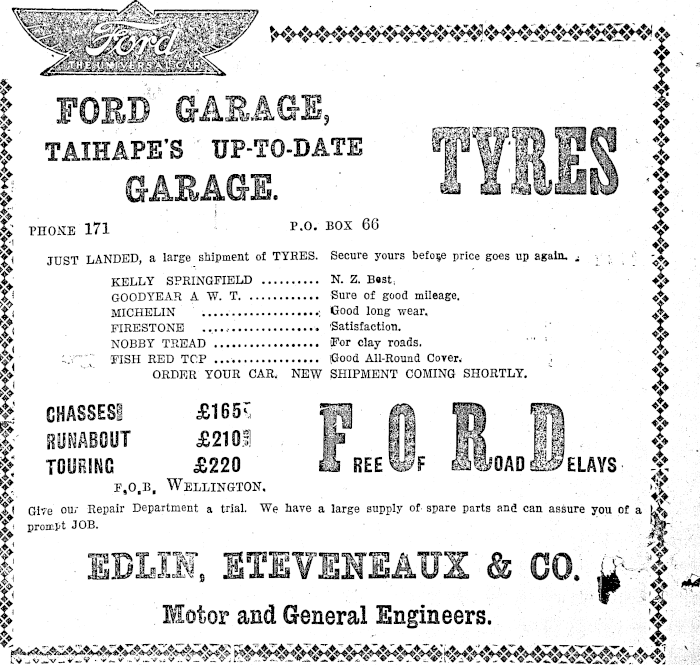 Ford
THE UNIVERSAL CAR
FORD GARAGE,
TAIHAPE'S UP-TO-DATE
GARAGE.
TYRES
PHONE 171 P.O. BOX 66
JUST LANDED, a large shipment of TYRES. Secure yours before price goes up again.
KELLY SPRINGFIELD .......... N. Z. Best.
GOODYEAR A W. T. ............ Sure of good mileage.
MICHELIN .................... Good long wear.
FIRESTONE .................... Satisfaction.
NOBBY TREAD .................. For clay roads.
FISH RED TOP .................. Good All-Round Cover.
ORDER YOUR CAR. NEW SHIPMENT COMING SHORTLY.
CHASSES £165
RUNABOUT £210
TOURING £220
F.O.B. WELLINGTON.
FREE OF ROAD DELAYS
Give our Repair Department a trial. We have a large supply of spare parts and can assure you of a
prompt JOB.
EDLIN, ETEVENEAUX & CO.
Motor and General Engineers.